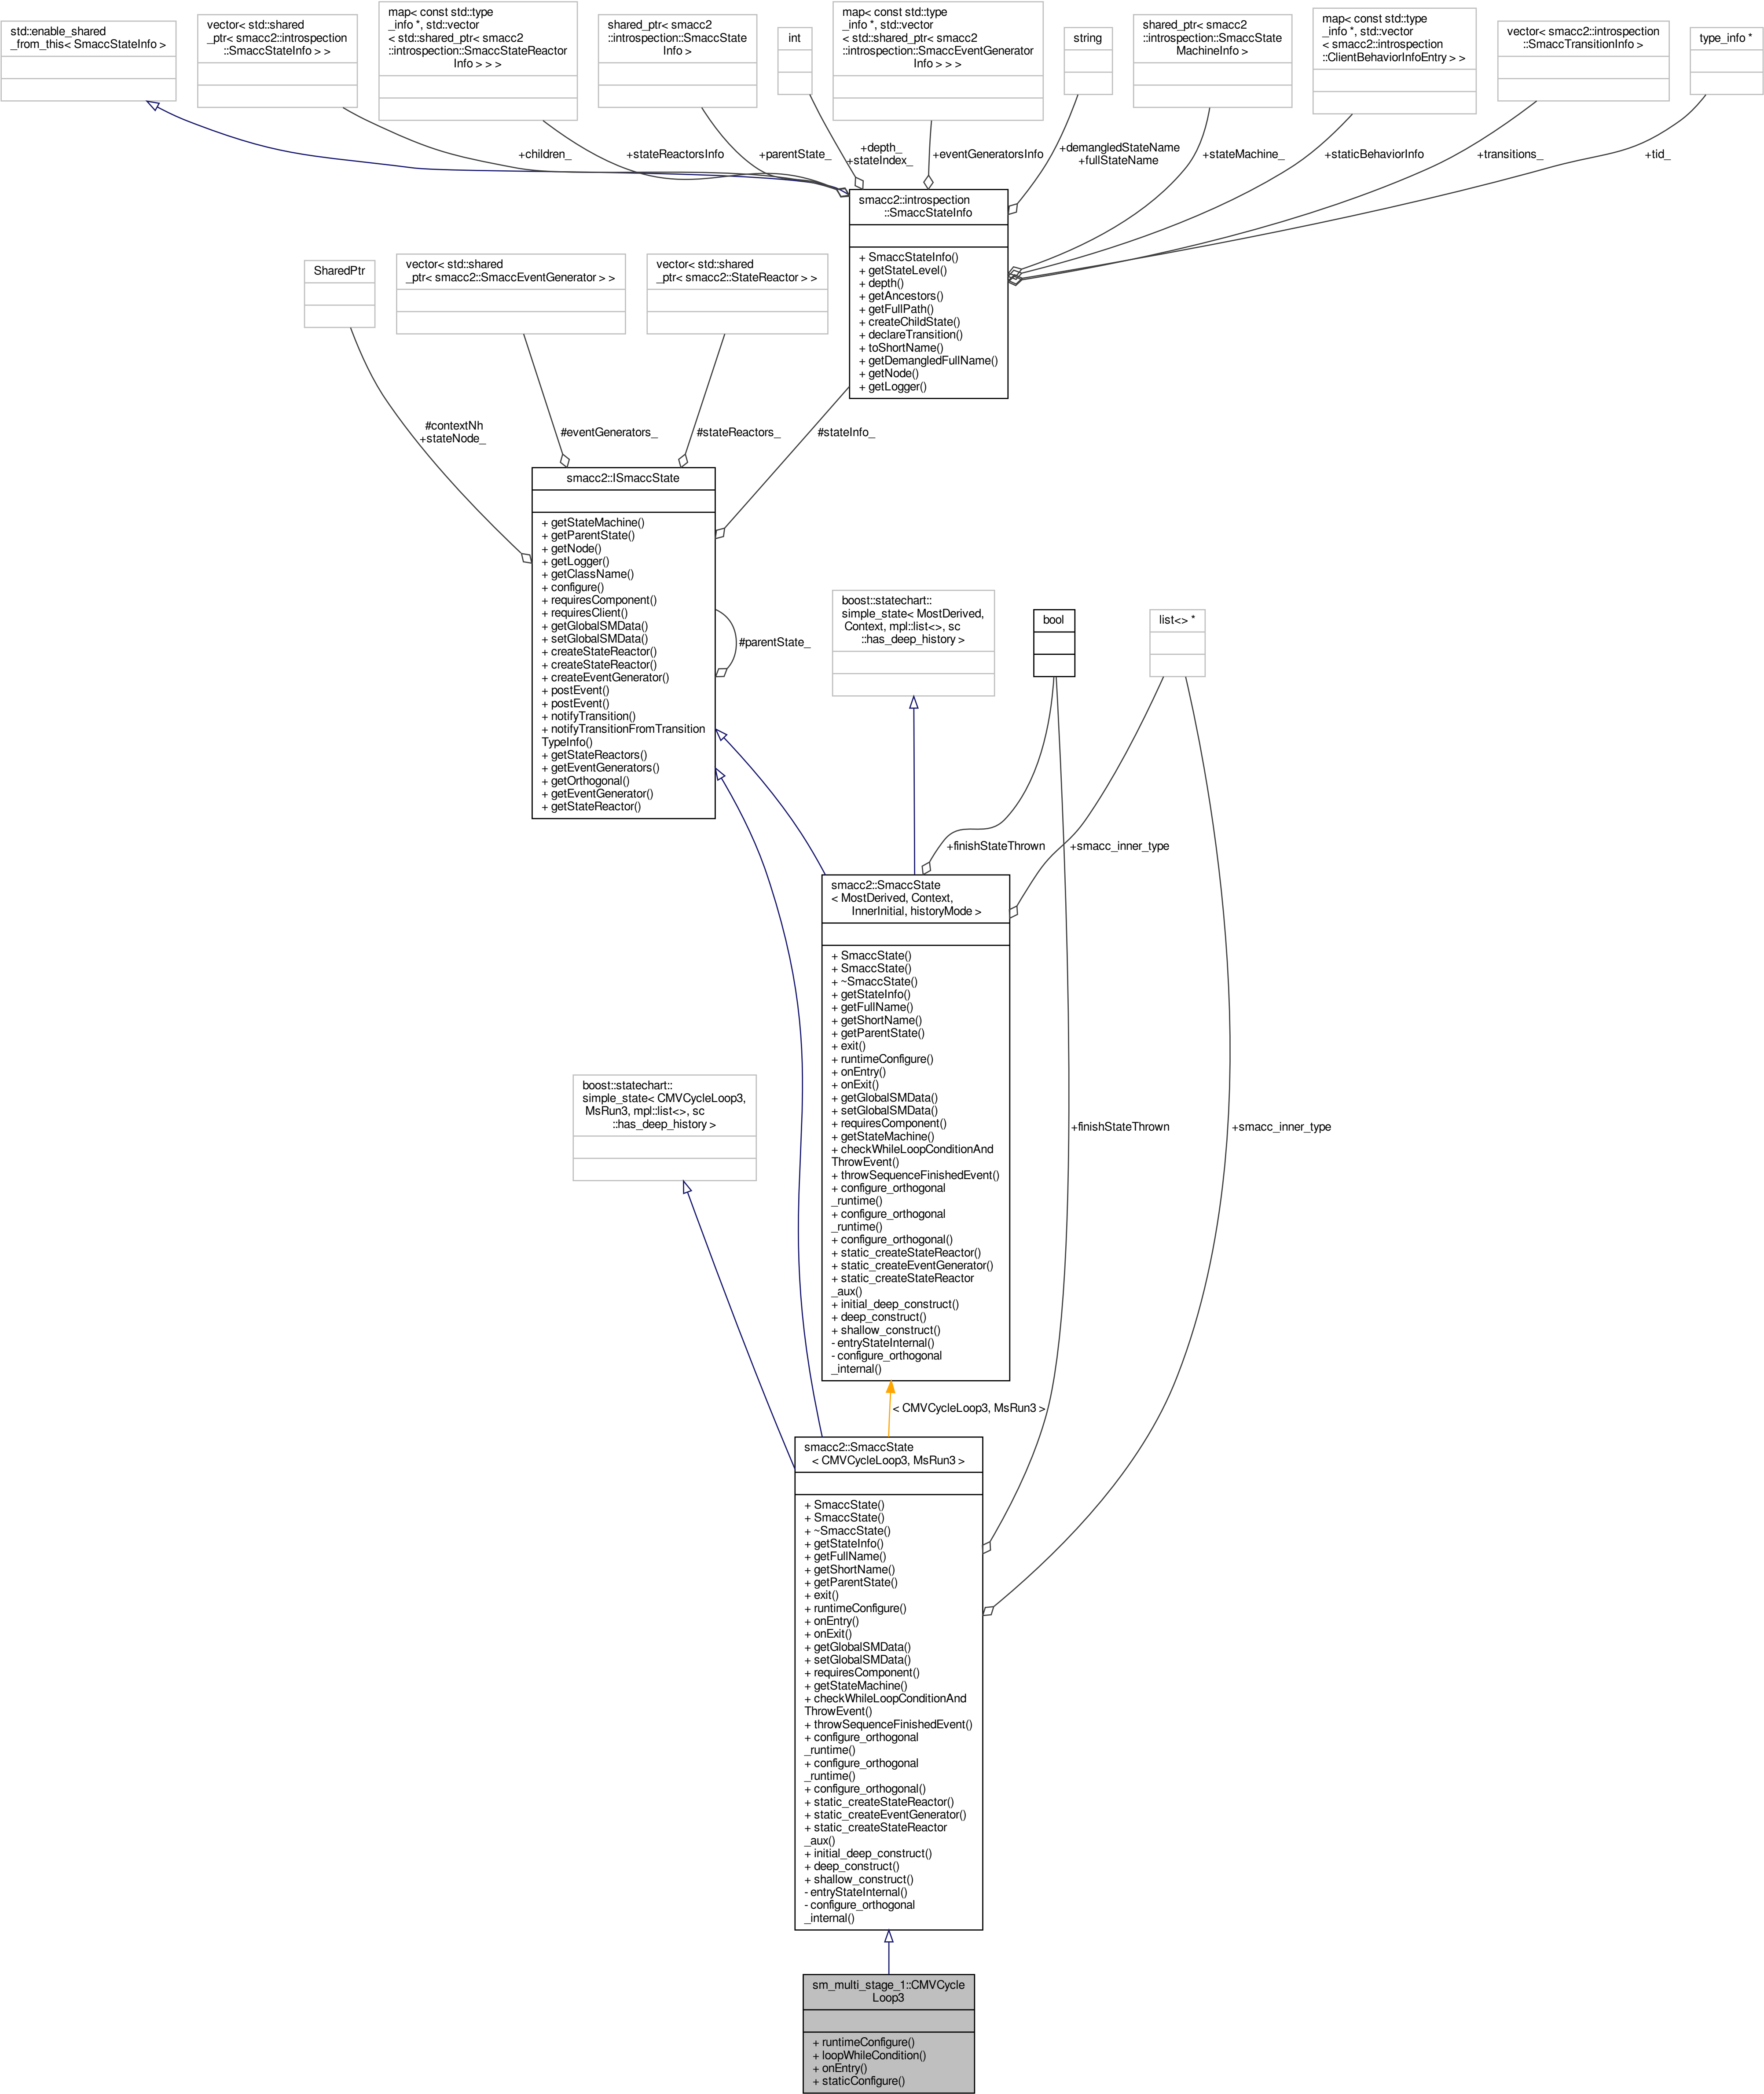 std::enable_shared
_from_this< SmaccStateInfo >
vector< std::shared
_ptr< smacc2::introspection
::SmaccStateInfo > >
map< const std::type
_info *, std::vector
< std::shared_ptr< smacc2
::introspection::SmaccStateReactor
Info > > >
shared_ptr< smacc2
::introspection::SmaccState
Info >
int
map< const std::type
_info *, std::vector
< std::shared_ptr< smacc2
::introspection::SmaccEventGenerator
Info > > >
string
shared_ptr< smacc2
::introspection::SmaccState
MachineInfo >
map< const std::type
_info *, std::vector
< smacc2::introspection
::ClientBehaviorInfoEntry > >
vector< smacc2::introspection
::SmaccTransitionInfo >
type_info *
+children_
+stateReactorsInfo
+parentState_
+depth_
+stateIndex_
+eventGeneratorsInfo
+demangledStateName
+fullStateName
+stateMachine_
+staticBehaviorInfo
+transitions_
+tid_
smacc2::introspection
::SmaccStateInfo
+ SmaccStateInfo()
+ getStateLevel()
+ depth()
+ getAncestors()
+ getFullPath()
+ createChildState()
+ declareTransition()
+ toShortName()
+ getDemangledFullName()
+ getNode()
+ getLogger()
SharedPtr
vector< std::shared
_ptr< smacc2::SmaccEventGenerator > >
vector< std::shared
_ptr< smacc2::StateReactor > >
#contextNh
+stateNode_
#eventGenerators_
#stateReactors_
#stateInfo_
smacc2::ISmaccState
+ getStateMachine()
+ getParentState()
+ getNode()
+ getLogger()
+ getClassName()
+ configure()
+ requiresComponent()
+ requiresClient()
+ getGlobalSMData()
+ setGlobalSMData()
+ createStateReactor()
+ createStateReactor()
+ createEventGenerator()
+ postEvent()
+ postEvent()
+ notifyTransition()
+ notifyTransitionFromTransition
TypeInfo()
+ getStateReactors()
+ getEventGenerators()
+ getOrthogonal()
+ getEventGenerator()
+ getStateReactor()
#parentState_
boost::statechart::
simple_state< MostDerived,
Context, mpl::list<>, sc
::has_deep_history >
bool
list<> *
+finishStateThrown
+smacc_inner_type
smacc2::SmaccState
< MostDerived, Context,
InnerInitial, historyMode >
+ SmaccState()
+ SmaccState()
+ ~SmaccState()
+ getStateInfo()
+ getFullName()
+ getShortName()
+ getParentState()
+ exit()
+ runtimeConfigure()
+ onEntry()
+ onExit()
+ getGlobalSMData()
+ setGlobalSMData()
+ requiresComponent()
+ getStateMachine()
+ checkWhileLoopConditionAnd
ThrowEvent()
+ throwSequenceFinishedEvent()
+ configure_orthogonal
_runtime()
+ configure_orthogonal
_runtime()
+ configure_orthogonal()
+ static_createStateReactor()
+ static_createEventGenerator()
+ static_createStateReactor
_aux()
+ initial_deep_construct()
+ deep_construct()
+ shallow_construct()
- entryStateInternal()
- configure_orthogonal
_internal()
boost::statechart::
simple_state< CMVCycleLoop3,
MsRun3, mpl::list<>, sc
::has_deep_history >
+finishStateThrown
+smacc_inner_type
< CMVCycleLoop3, MsRun3 >
smacc2::SmaccState
< CMVCycleLoop3, MsRun3 >
+ SmaccState()
+ SmaccState()
+ ~SmaccState()
+ getStateInfo()
+ getFullName()
+ getShortName()
+ getParentState()
+ exit()
+ runtimeConfigure()
+ onEntry()
+ onExit()
+ getGlobalSMData()
+ setGlobalSMData()
+ requiresComponent()
+ getStateMachine()
+ checkWhileLoopConditionAnd
ThrowEvent()
+ throwSequenceFinishedEvent()
+ configure_orthogonal
_runtime()
+ configure_orthogonal
_runtime()
+ configure_orthogonal()
+ static_createStateReactor()
+ static_createEventGenerator()
+ static_createStateReactor
_aux()
+ initial_deep_construct()
+ deep_construct()
+ shallow_construct()
- entryStateInternal()
- configure_orthogonal
_internal()
sm_multi_stage_1::CMVCycle
Loop3
+ runtimeConfigure()
+ loopWhileCondition()
+ onEntry()
+ staticConfigure()